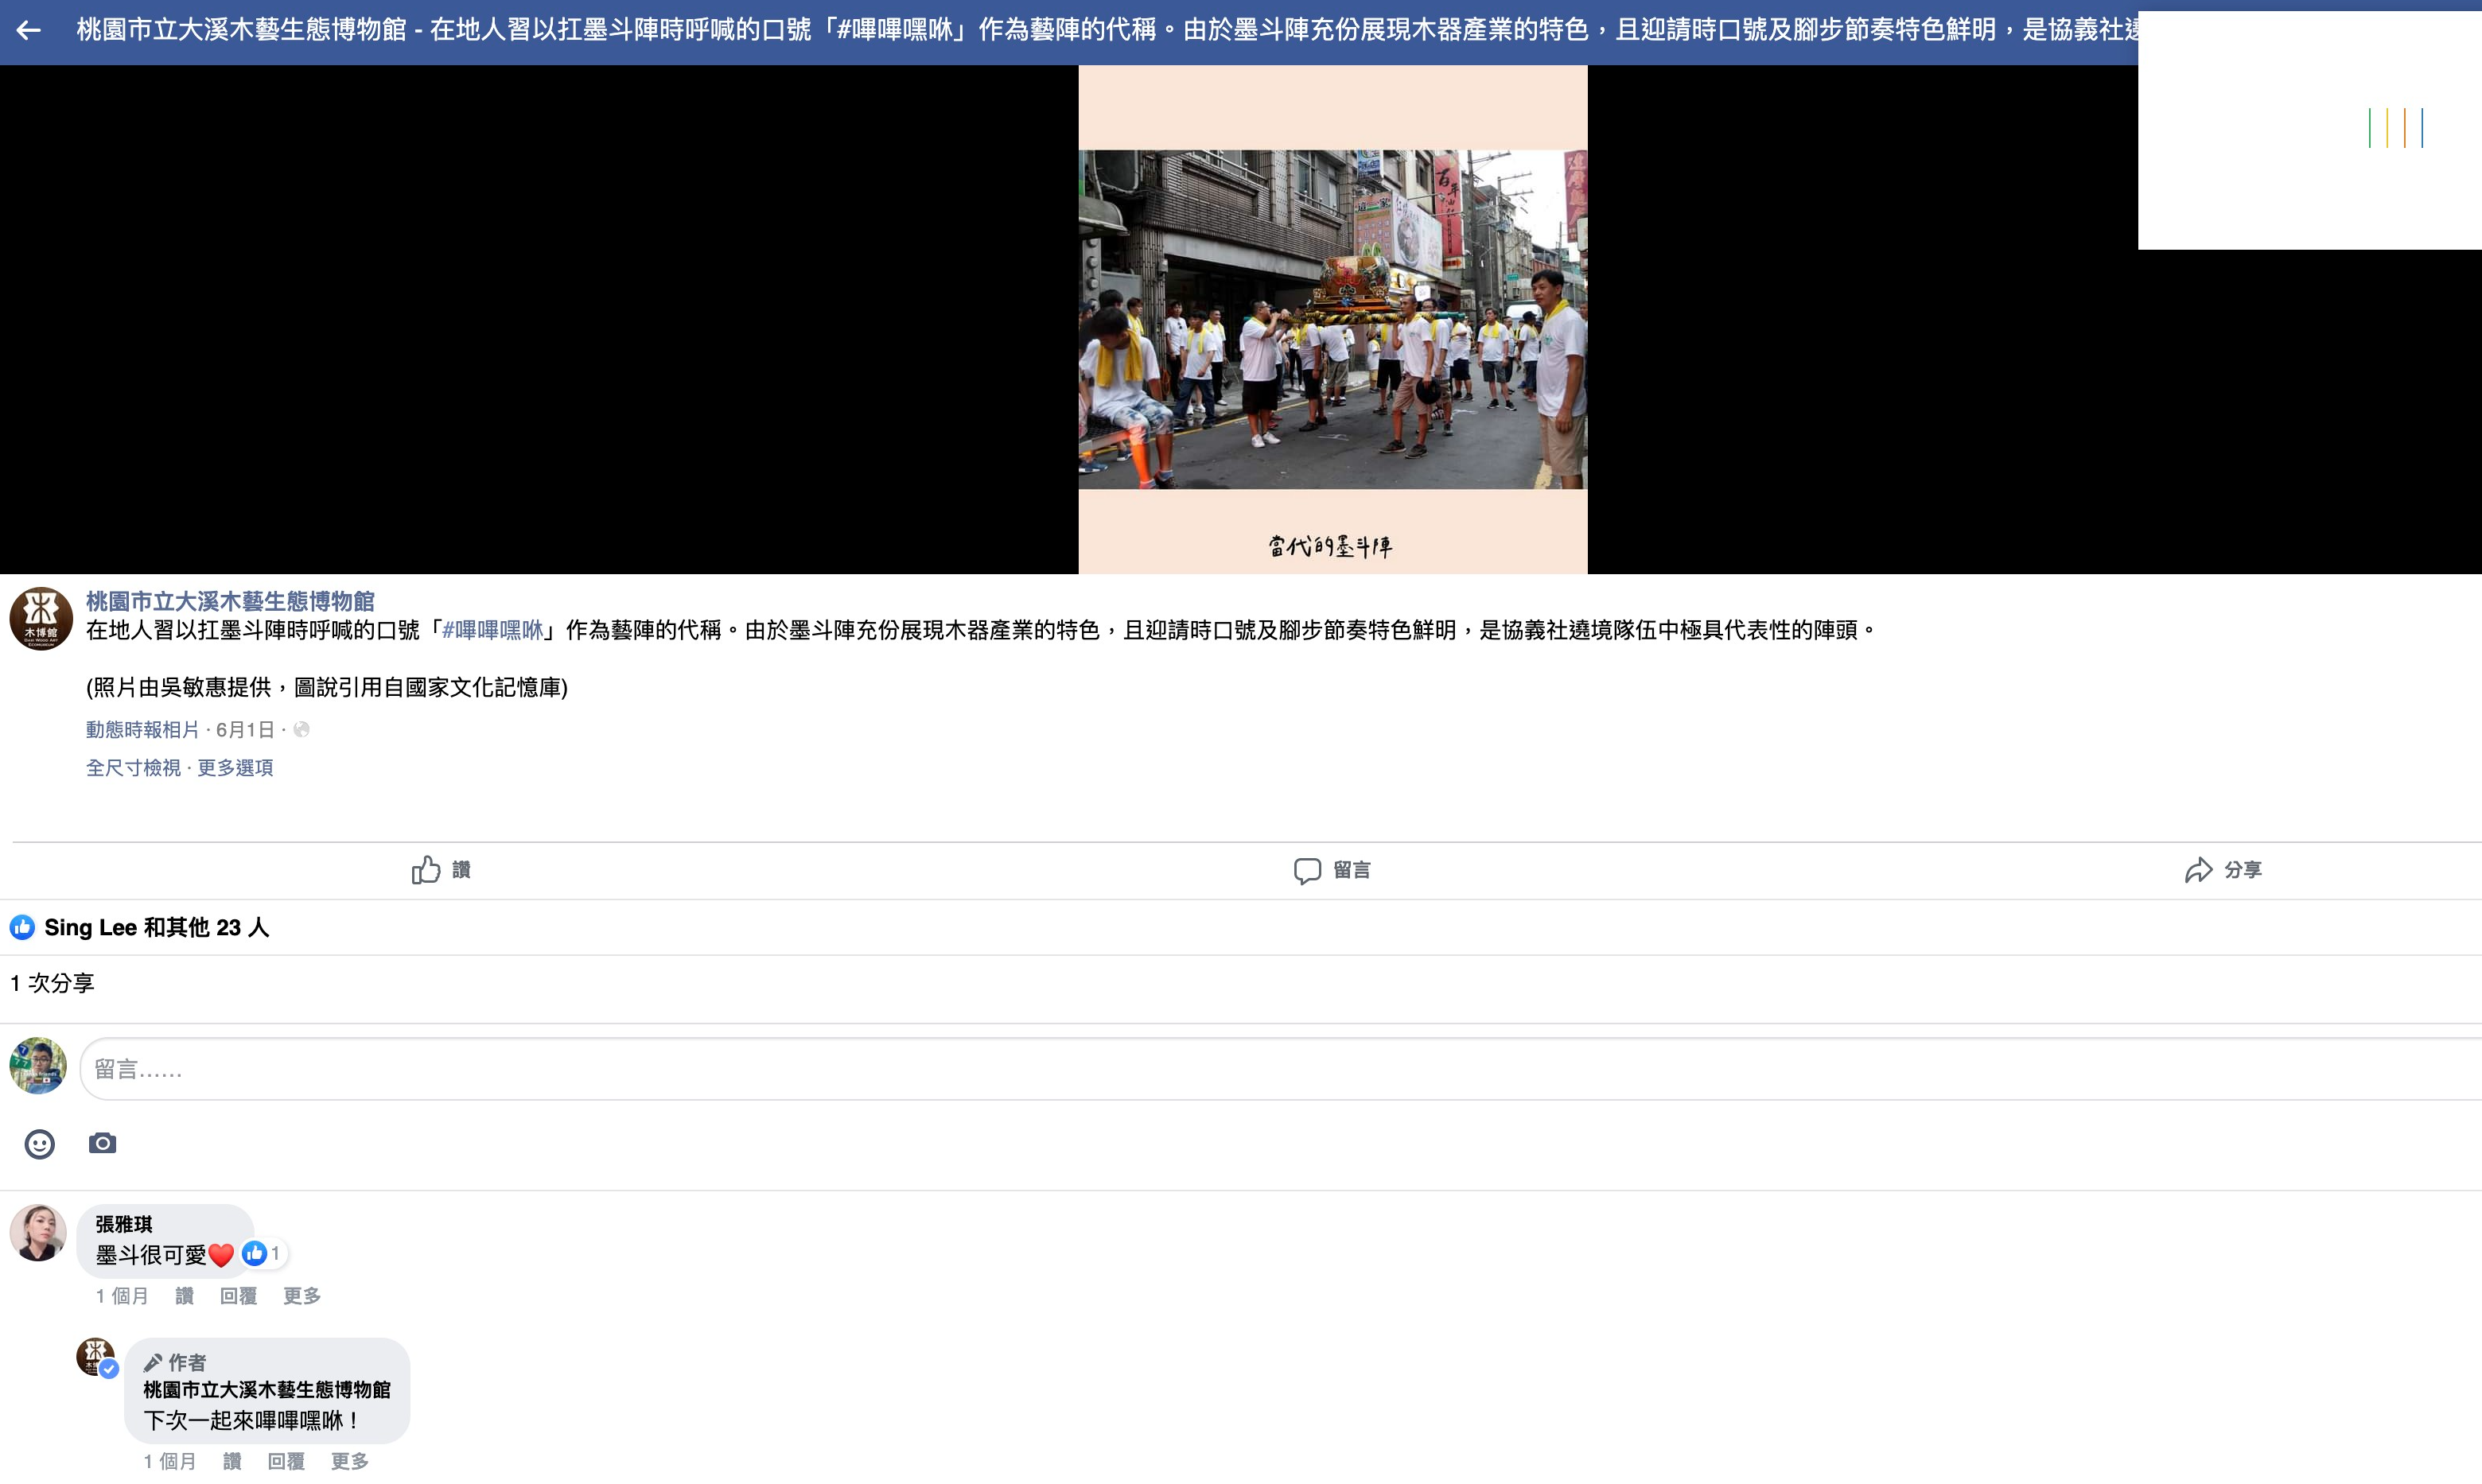 桃園市立大溪木藝生態博物館 - 在地人習以扛墨斗陣時呼喊的口號「#嗶嗶嘿咻」作為藝陣的代稱。由於墨斗陣充份展現木器產業的特色，且迎請時口號及腳步節奏特色鮮明，是協義社遶
百年油飯
這一家
當代的墨斗陣
木博館
桃園市立大溪木藝生態博物館
在地人習以扛墨斗陣時呼喊的口號「#嗶嗶嘿咻」作為藝陣的代稱。由於墨斗陣充份展現木器產業的特色，且迎請時口號及腳步節奏特色鮮明，是協義社遶境隊伍中極具代表性的陣頭。
(照片由吳敏惠提供，圖說引用自國家文化記憶庫)
動態時報相片 · 6月1日 ·
全尺寸檢視 · 更多選項
讚
留言
分享
Sing Lee 和其他 23 人
1 次分享
留言......
張雅琪
墨斗很可愛❤️ 1
1 個月 讚 回覆 更多
作者
桃園市立大溪木藝生態博物館
下次一起來嗶嗶嘿咻！
1 個月 讚 回覆 更多